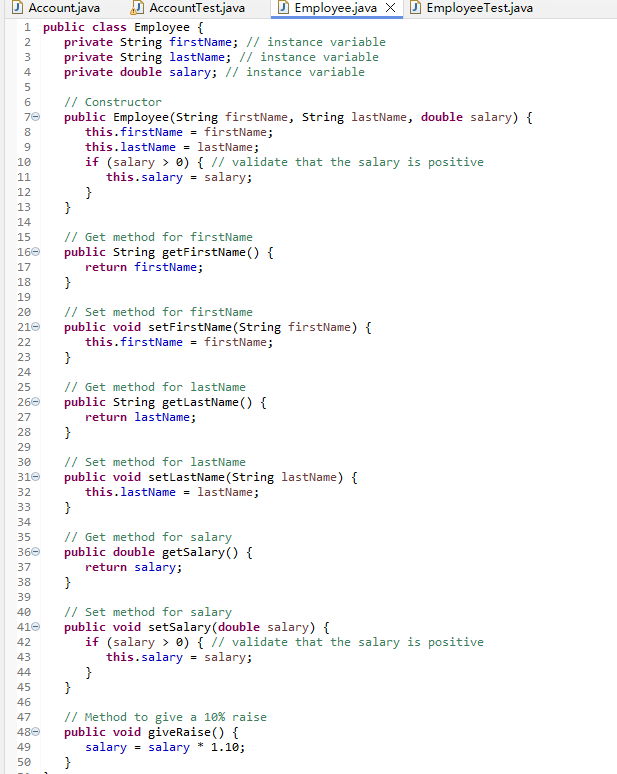 Account.java AccountTest.java Employee.java EmployeeTest.java
1 public class Employee {
2 private String firstName; // instance variable
3 private String lastName; // instance variable
4 private double salary; // instance variable
5
6 // Constructor
7 public Employee(String firstName, String lastName, double salary) {
8 this.firstName = firstName;
9 this.lastName = lastName;
10 if (salary > 0) { // validate that the salary is positive
11 this.salary = salary;
12 }
13 }
14
15 // Get method for firstName
16 public String getFirstName() {
17 return firstName;
18 }
19
20 // Set method for firstName
21 public void setFirstName(String firstName) {
22 this.firstName = firstName;
23 }
24
25 // Get method for lastName
26 public String getLastName() {
27 return lastName;
28 }
29
30 // Set method for lastName
31 public void setLastName(String lastName) {
32 this.lastName = lastName;
33 }
34
35 // Get method for salary
36 public double getSalary() {
37 return salary;
38 }
39
40 // Set method for salary
41 public void setSalary(double salary) {
42 if (salary > 0) { // validate that the salary is positive
43 this.salary = salary;
44 }
45 }
46
47 // Method to give a 10% raise
48 public void giveRaise() {
49 salary = salary * 1.10;
50 }